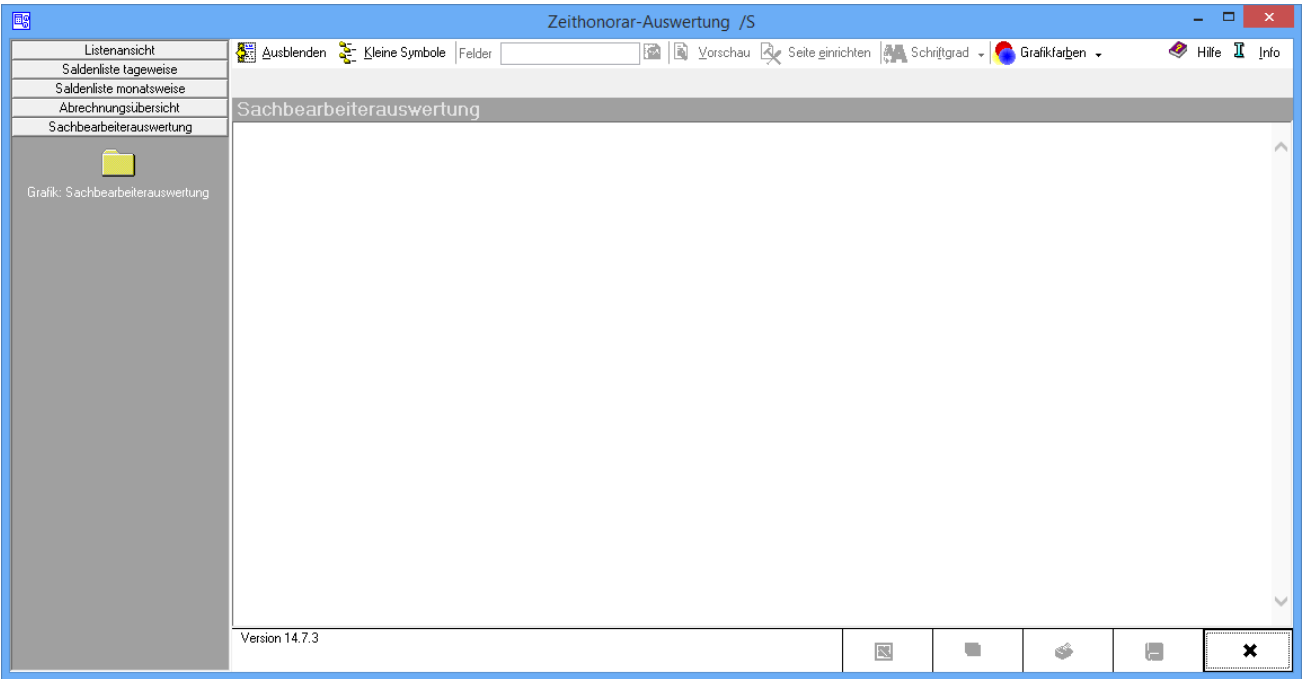 Zeithonorar-Auswertung /S
Listenansicht
Saldenliste tageweise
Saldenliste monatsweise
Abrechnungsübersicht
Sachbearbeiterauswertung
Grafik: Sachbearbeiterauswertung
Ausblenden Kleine Symbole Felder Vorschau Seite einrichten Schriftgrad Grafikfarben Hilfe Info
Sachbearbeiterauswertung
Version 14.7.3